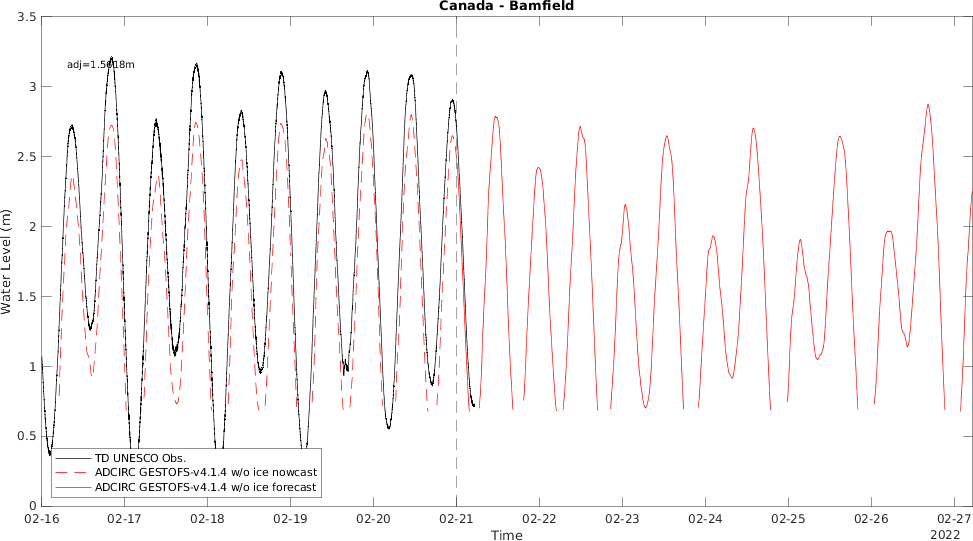 Canada - Bamfield
3.5
3
2.5
2
1.5
1
0.5
0
Water Level (m)
TD UNESCO Obs.
ADCIRC GESTOFS-v4.1.4 w/o ice nowcast
ADCIRC GESTOFS-v4.1.4 w/o ice forecast
02-16 02-17 02-18 02-19 02-20 02-21 02-22 02-23 02-24 02-25 02-26 02-27
Time
2022